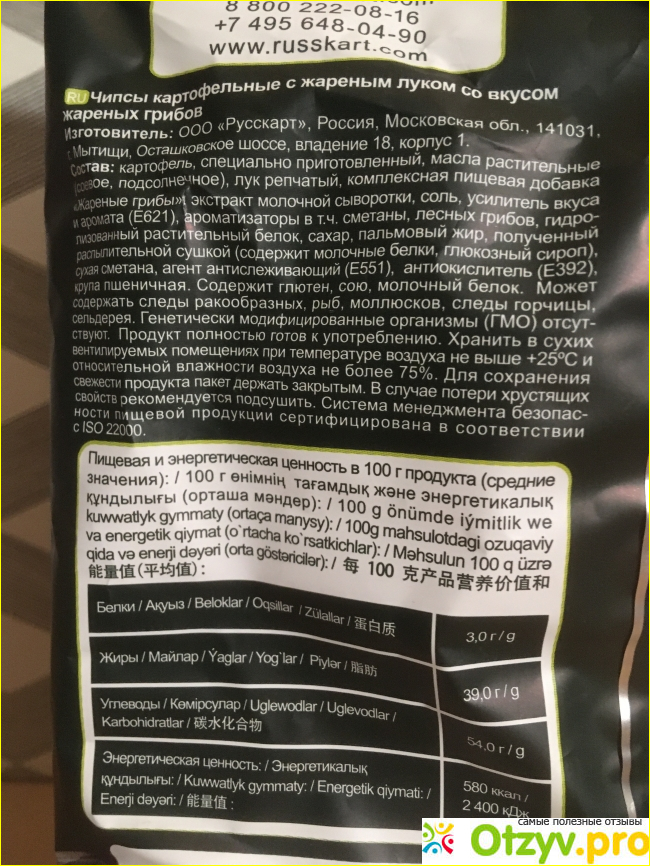 8 800 222-08-16
+7 495 648-04-90
www.russkart.com
RU Чипсы картофельные с жареным луком со вкусом
жареных грибов
Изготовитель: ООО «Русскарт», Россия, Московская обл., 141031,
г. Мытищи, Осташковское шоссе, владение 18, корпус 1.
Состав: картофель, специально приготовленный, масла растительные
(соевое, подсолнечное), лук репчатый, комплексная пищевая добавка
«Жареные грибы»( экстракт молочной сыворотки, соль, усилитель вкуса
и аромата (Е621), ароматизаторы в т.ч. сметаны, лесных грибов, гидро-
лизованный растительный белок, сахар, пальмовый жир, полученный
распылительной сушкой (содержит молочные белки, глюкозный сироп),
сухая сметана, агент антислеживающий (Е551), антиокислитель (Е392),
крупа пшеничная. Содержит глютен, сою, молочный белок. Может
содержать следы ракообразных, рыб, моллюсков, следы горчицы,
сельдерея. Генетически модифицированные организмы (ГМО) отсут-
ствуют. Продукт полностью готов к употреблению. Хранить в сухих
вентилируемых помещениях при температуре воздуха не выше +25ºС и
относительной влажности воздуха не более 75%. Для сохранения
свежести продукта пакет держать закрытым. В случае потери хрустящих
свойств рекомендуется подсушить. Система менеджмента безопас-
ности пищевой продукции сертифицирована в соответствии
с ISO 22000.
Пищевая и энергетическая ценность в 100 г продукта (средние
значения): / 100 г өнімнің тағамдық және энергетикалық
құндылығы (орташа мәндер): / 100 g önümde iýmitlik we
kuwwatlyk gymmaty (ortaça manysy): / 100g mahsulotdagi ozuqaviy
va energetik qiymat (o`rtacha ko`rsatkichlar): / Məhsulun 100 q üzrə
qida və enerji dəyəri (orta göstəricilər): / 每 100 克产品营养价值和
能量值(平均值) :
Белки / Ақуыз / Beloklar / Oqsillar / Zülallar / 蛋白质
3,0 г / g
Жиры / Майлар / Ýaglar / Yog`lar / Piylər / 脂肪
39,0 г / g
Углеводы / Көмірсулар / Uglewodlar / Uglevodlar /
Karbohidratlar / 碳水化合物
54,0 г / g
Энергетическая ценность: / Энергетикалық
құндылығы: / Kuwwatlyk gymmaty: / Energetik qiymati: /
Enerji dəyəri: / 能量值 :
580 ккал /
2 400 кДж
самые полезные отзывы
Otzyv.pro